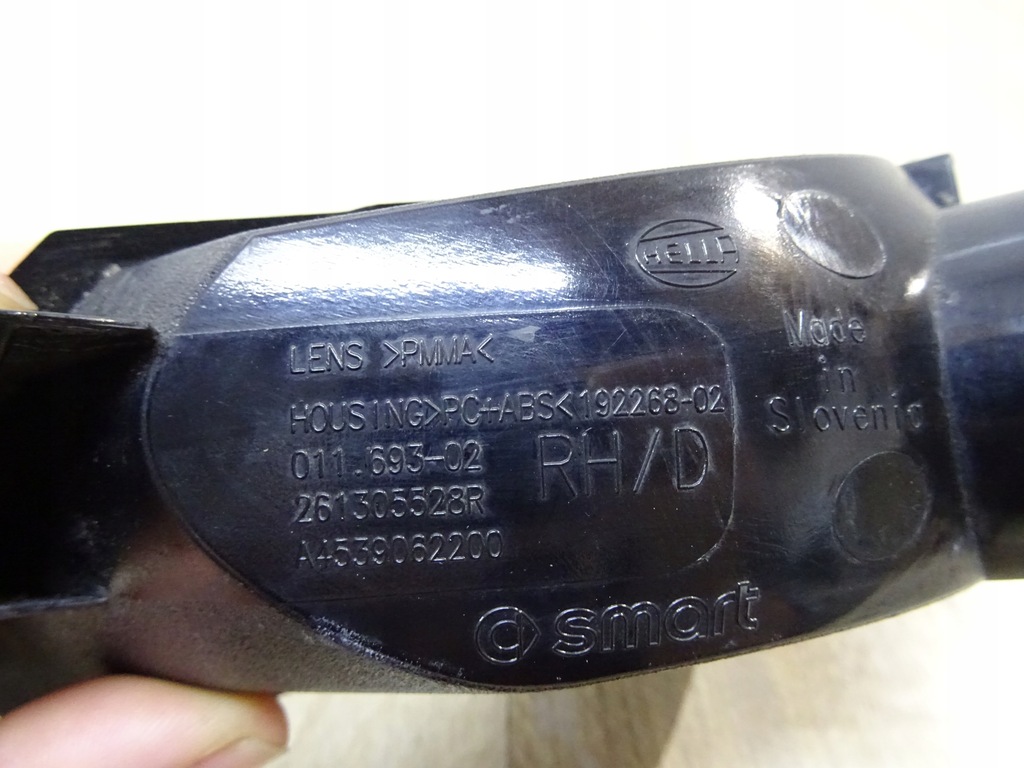 HELLA
Made
in
Slovenia
LENS >PMMA<
HOUSING>PC+ABS<192268-02
011.693-02
RH/D
261305528R
A4539062200
smart